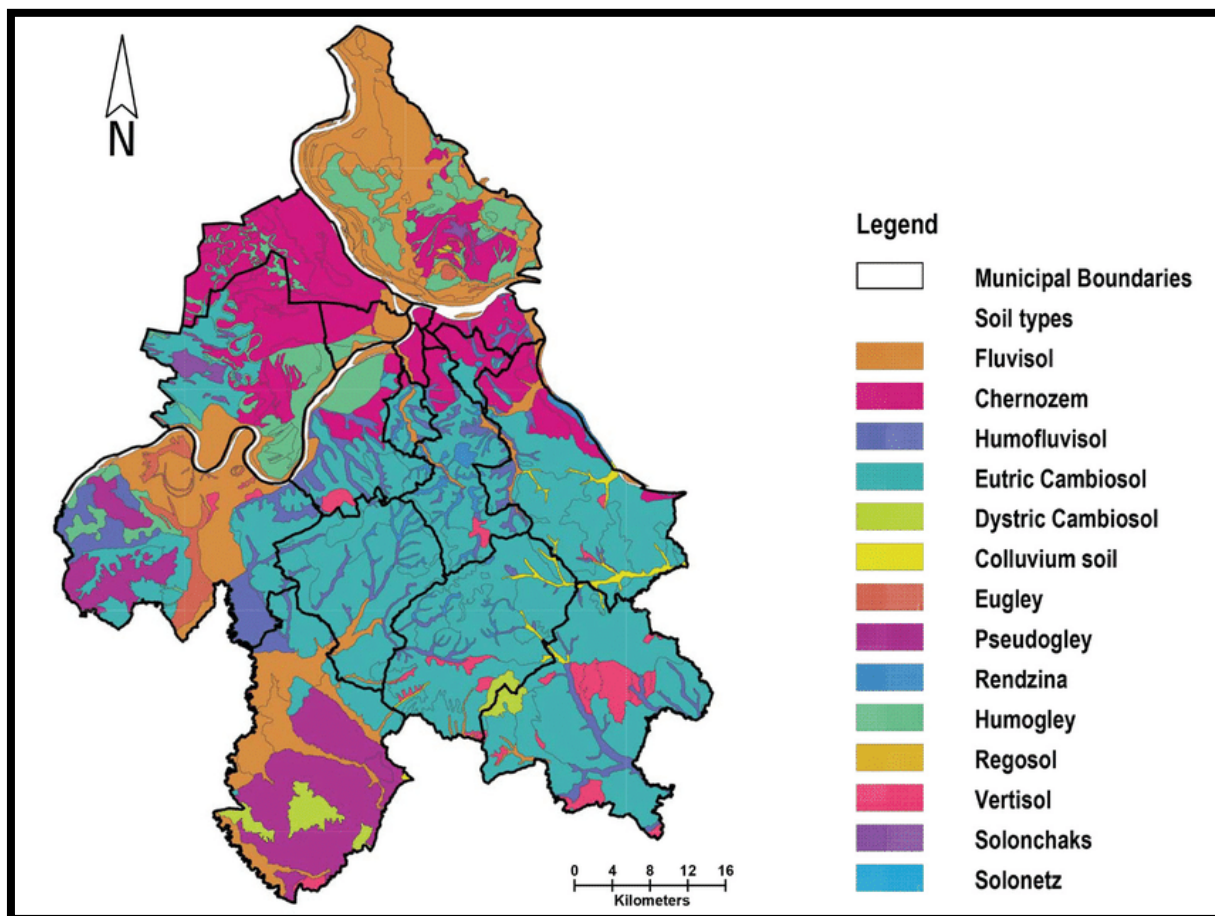 N
Legend
Municipal Boundaries
Soil types
Fluvisol
Chernozem
Humofluvisol
Eutric Cambiosol
Dystric Cambiosol
Colluvium soil
Eugley
Pseudogley
Rendzina
Humogley
Regosol
Vertisol
Solonchaks
Solonetz
0 4 8 12 16
Kilometers